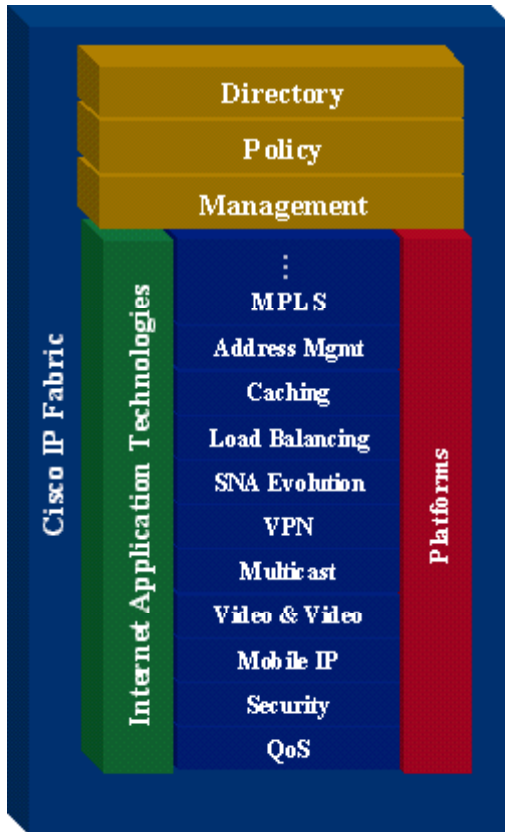 Directory
Policy
Management
Cisco IP Fabric
Internet Application Technologies
⋮
MPLS
Address Mgmt
Caching
Load Balancing
SNA Evolution
VPN
Multicast
Video & Video
Mobile IP
Security
QoS
Platforms